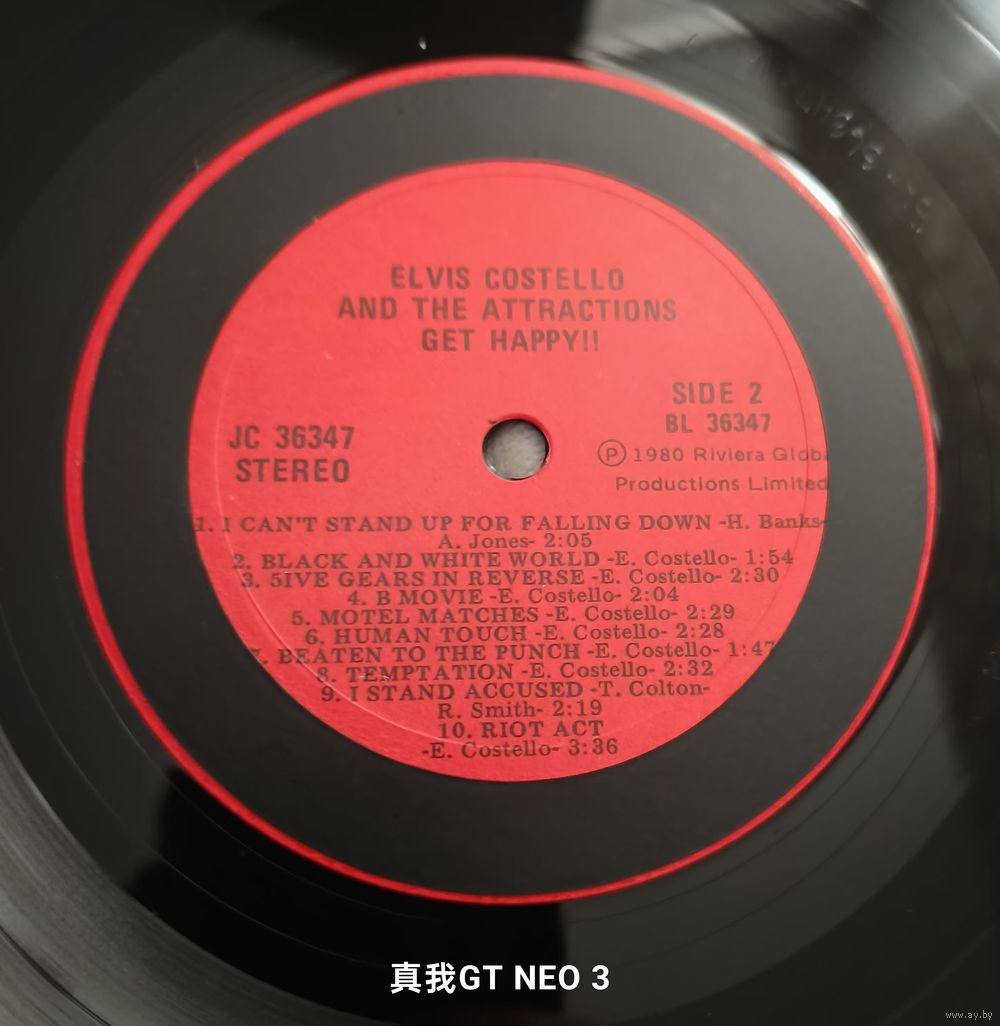 ELVIS COSTELLO
AND THE ATTRACTIONS
GET HAPPY!!
SIDE 2
BL 36347
JC 36347
STEREO
Ⓟ 1980 Riviera Globa
Productions Limited
1. I CAN'T STAND UP FOR FALLING DOWN -H. Banks-
A. Jones- 2:05
2. BLACK AND WHITE WORLD -E. Costello- 1:54
3. 5IVE GEARS IN REVERSE -E. Costello- 2:30
4. B MOVIE -E. Costello- 2:04
5. MOTEL MATCHES -E. Costello- 2:29
6. HUMAN TOUCH -E. Costello- 2:28
7. BEATEN TO THE PUNCH -E. Costello- 1:47
8. TEMPTATION -E. Costello- 2:32
9. I STAND ACCUSED -T. Colton-
R. Smith- 2:19
10. RIOT ACT
-E. Costello- 3:36
真我GT NEO 3
www.ay.by